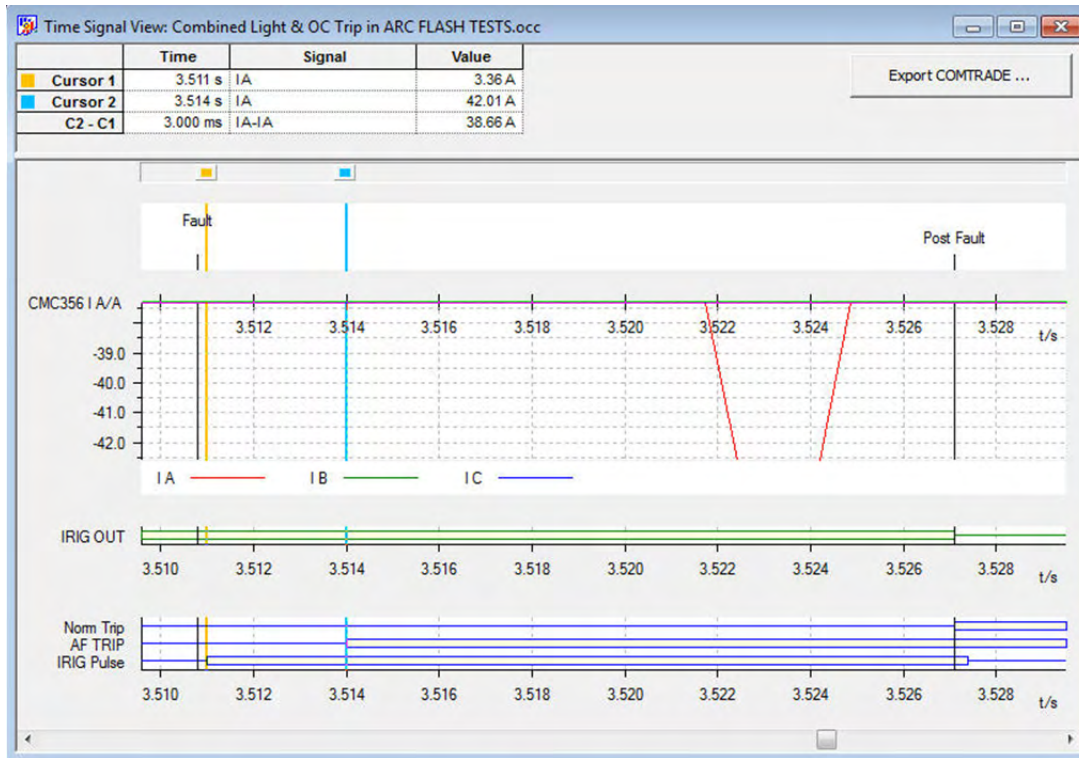 Time Signal View: Combined Light & OC Trip in ARC FLASH TESTS.occ
Time Signal Value
Cursor 1 3.511 s IA 3.36 A
Cursor 2 3.514 s IA 42.01 A
C2 - C1 3.000 ms IA-IA 38.66 A
Export COMTRADE ...
Fault
Post Fault
CMC356 I A/A
3.512 3.514 3.516 3.518 3.520 3.522 3.524 3.526 3.528 t/s
-39.0
-40.0
-41.0
-42.0
I A I B I C
IRIG OUT
3.510 3.512 3.514 3.516 3.518 3.520 3.522 3.524 3.526 3.528 t/s
Norm Trip
AF TRIP
IRIG Pulse
3.510 3.512 3.514 3.516 3.518 3.520 3.522 3.524 3.526 3.528 t/s